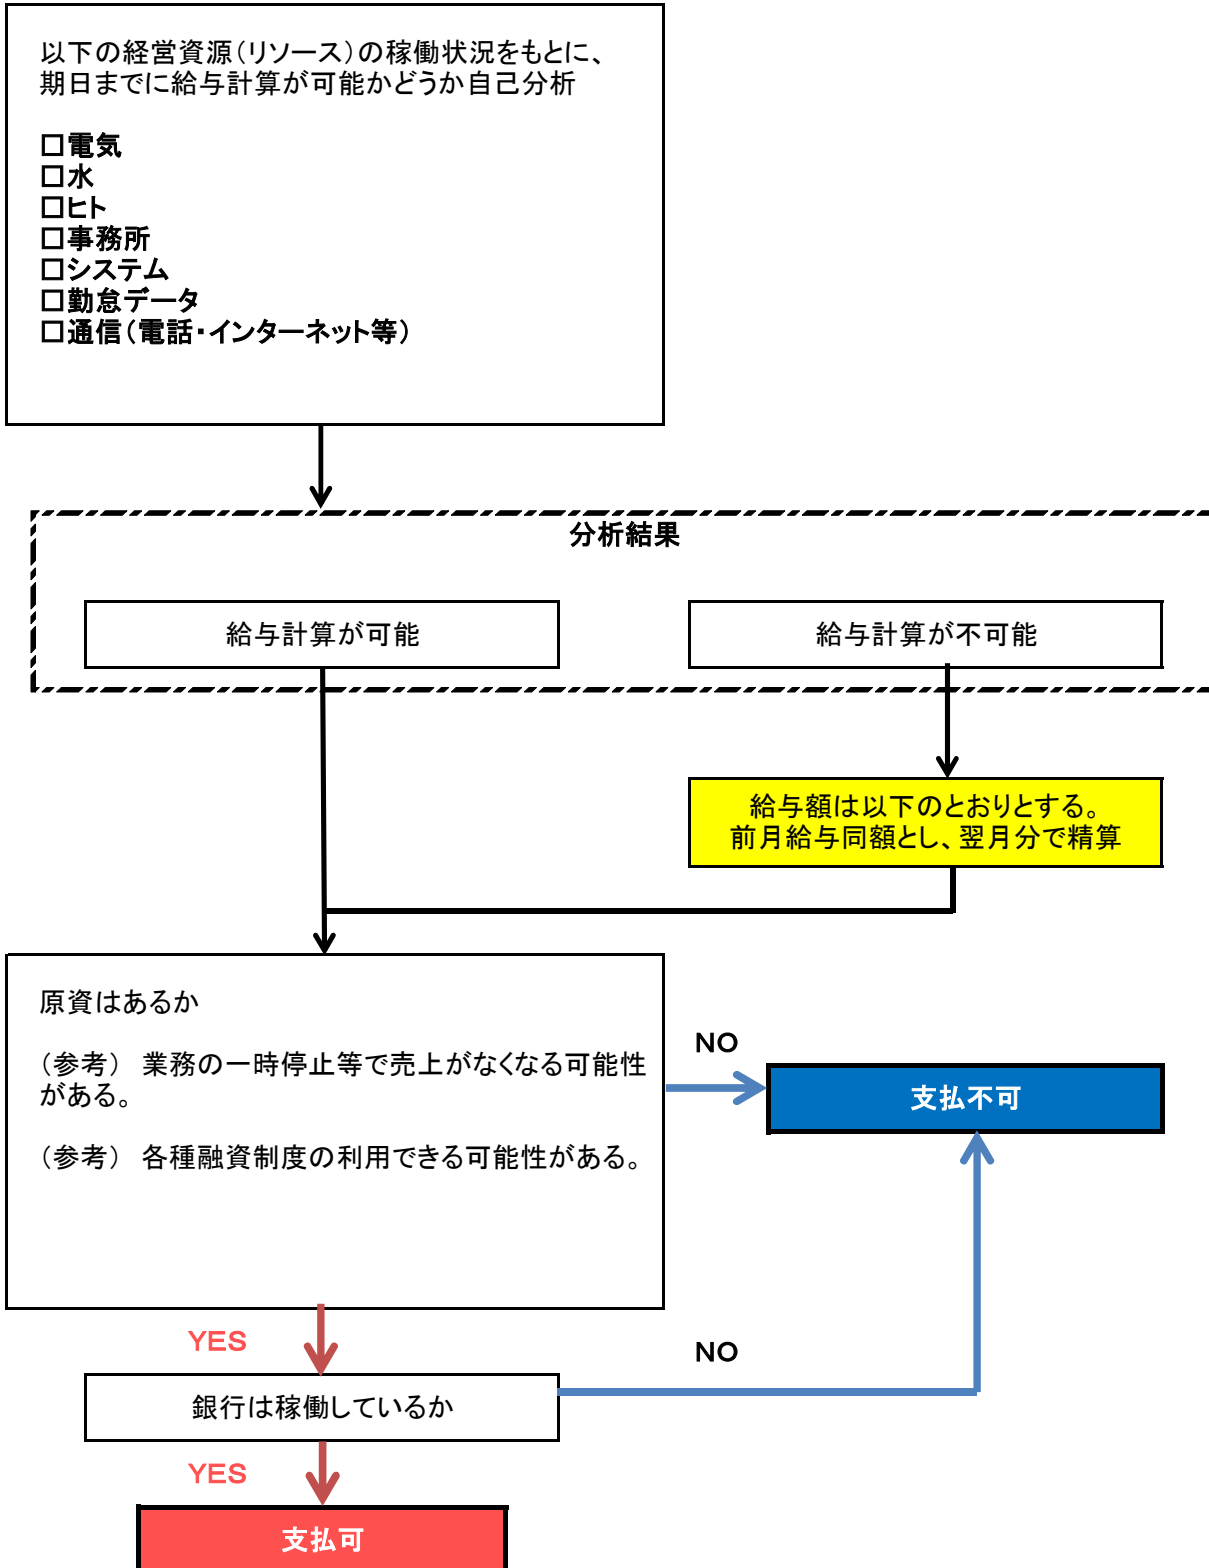 以下の経営資源(リソース)の稼働状況をもとに、
期日までに給与計算が可能かどうか自己分析
□電気
□水
□ヒト
□事務所
□システム
□勤怠データ
□通信(電話・インターネット等)
分析結果
給与計算が可能
給与計算が不可能
給与額は以下のとおりとする。
前月給与同額とし、翌月分で精算
原資はあるか
(参考) 業務の一時停止等で売上がなくなる可能性
がある。
(参考) 各種融資制度の利用できる可能性がある。
NO
支払不可
YES
NO
銀行は稼働しているか
YES
支払可